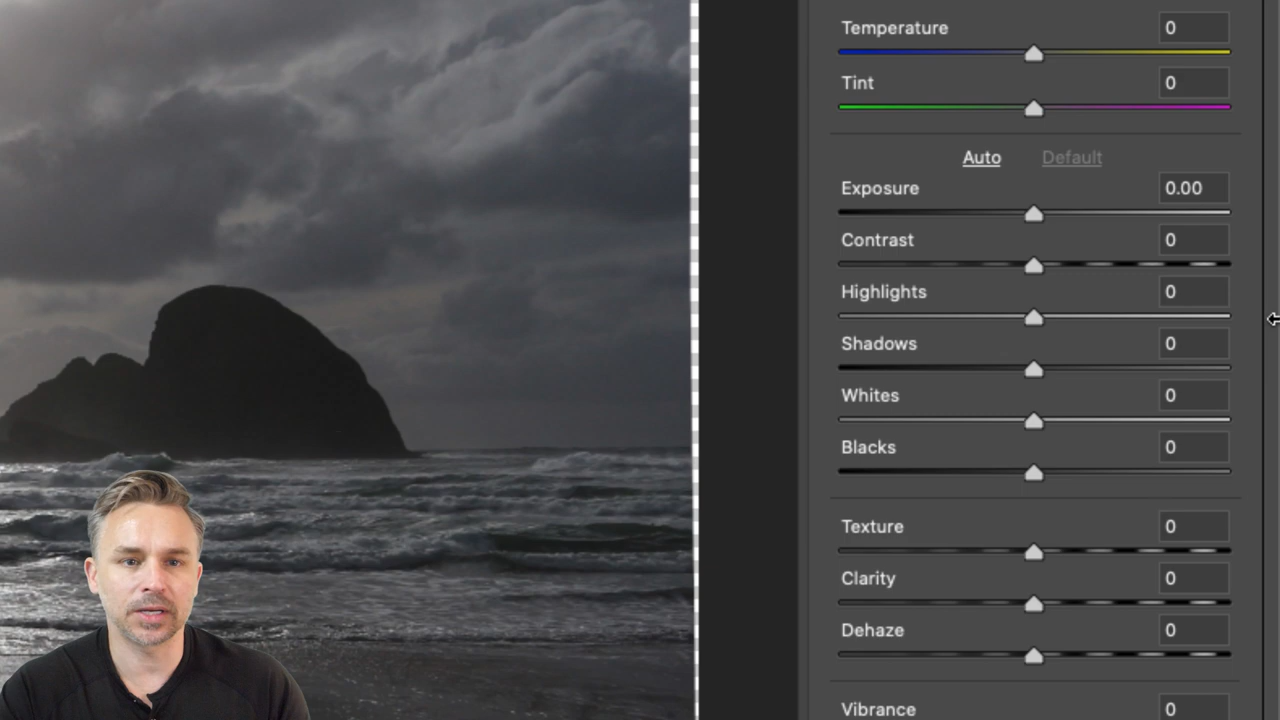 Temperature 0
Tint 0
Auto Default
Exposure 0.00
Contrast 0
Highlights 0
Shadows 0
Whites 0
Blacks 0
Texture 0
Clarity 0
Dehaze 0
Vibrance 0